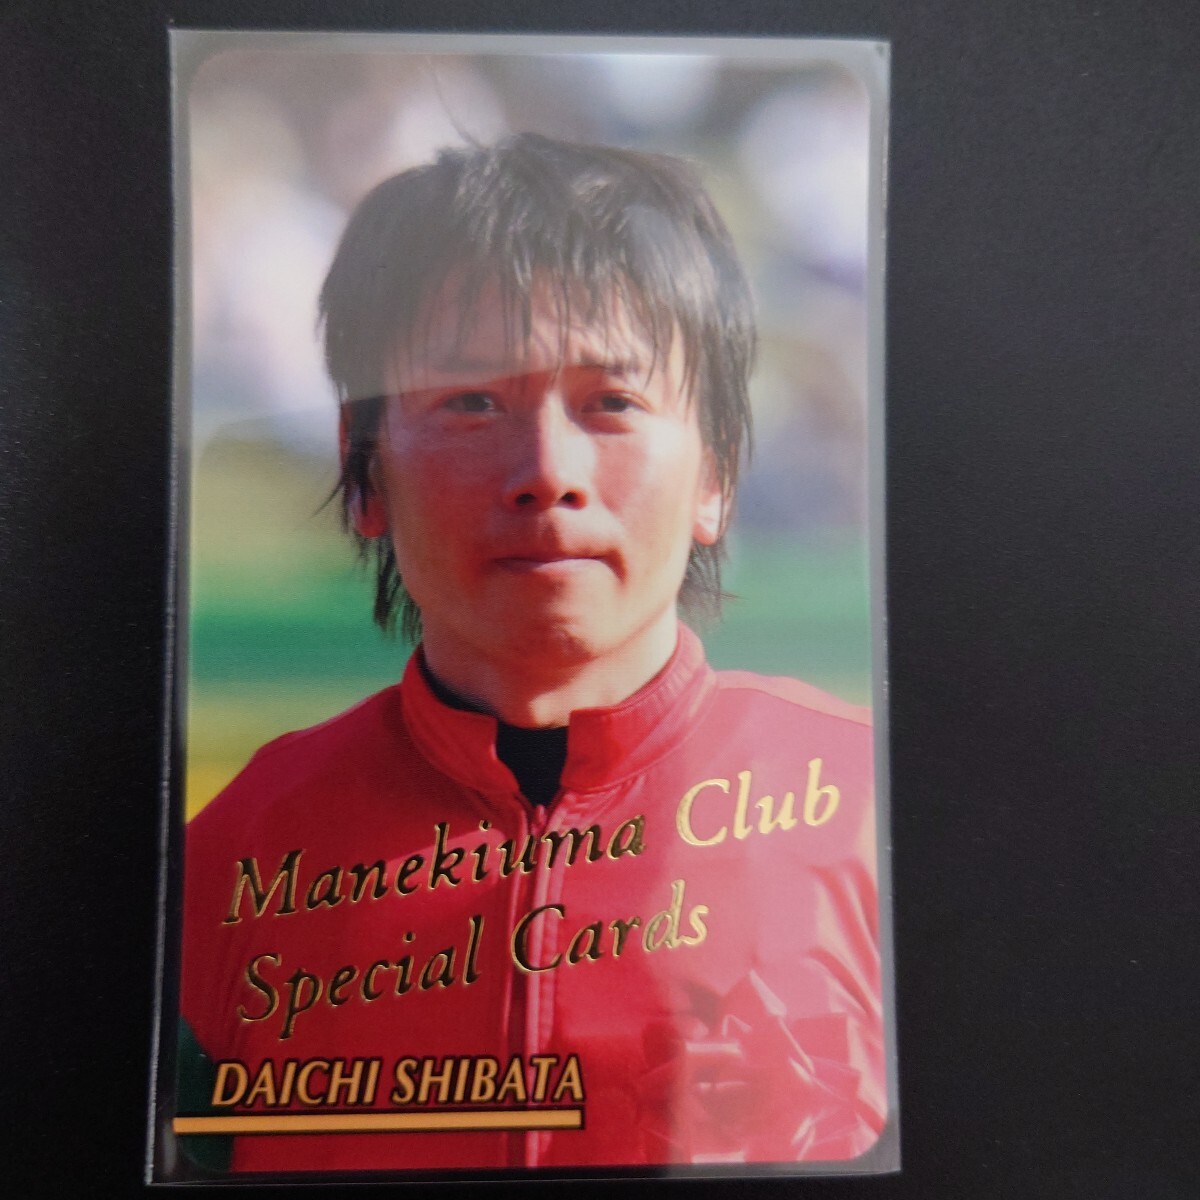 Manekiuma Club
Special Cards
DAICHI SHIBATA